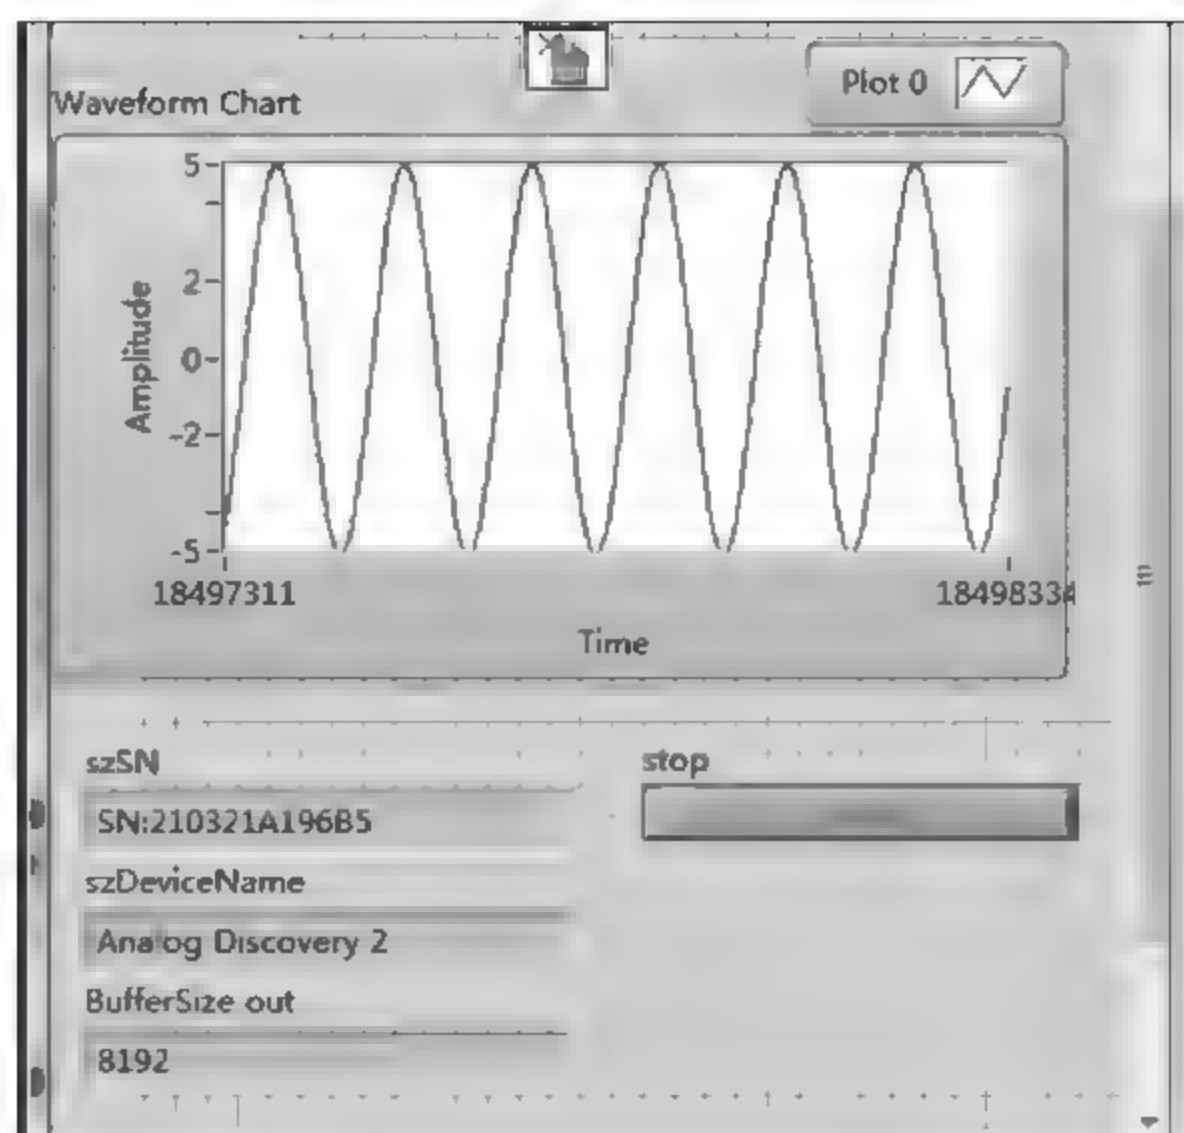 Plot 0
Waveform Chart
5
2
0
-2
-5
Amplitude
18497311
18498334
Time
szSN
stop
SN:210321A196B5
szDeviceName
Analog Discovery 2
BufferSize out
8192